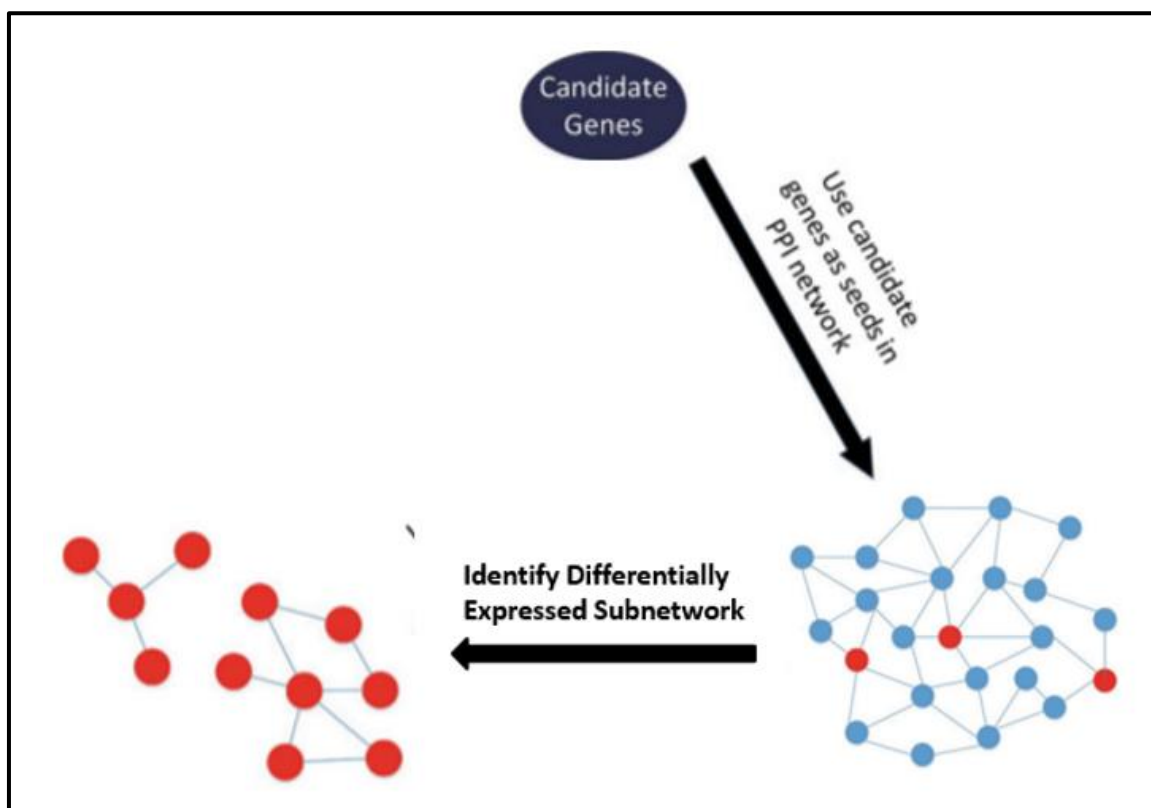 Candidate
Genes
Use candidate
genes as seeds in
PPI network
Identify Differentially
Expressed Subnetwork